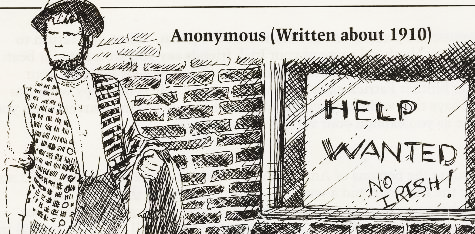 Anonymous (Written about 1910)
HELP
WANTED
NO
IRISH!